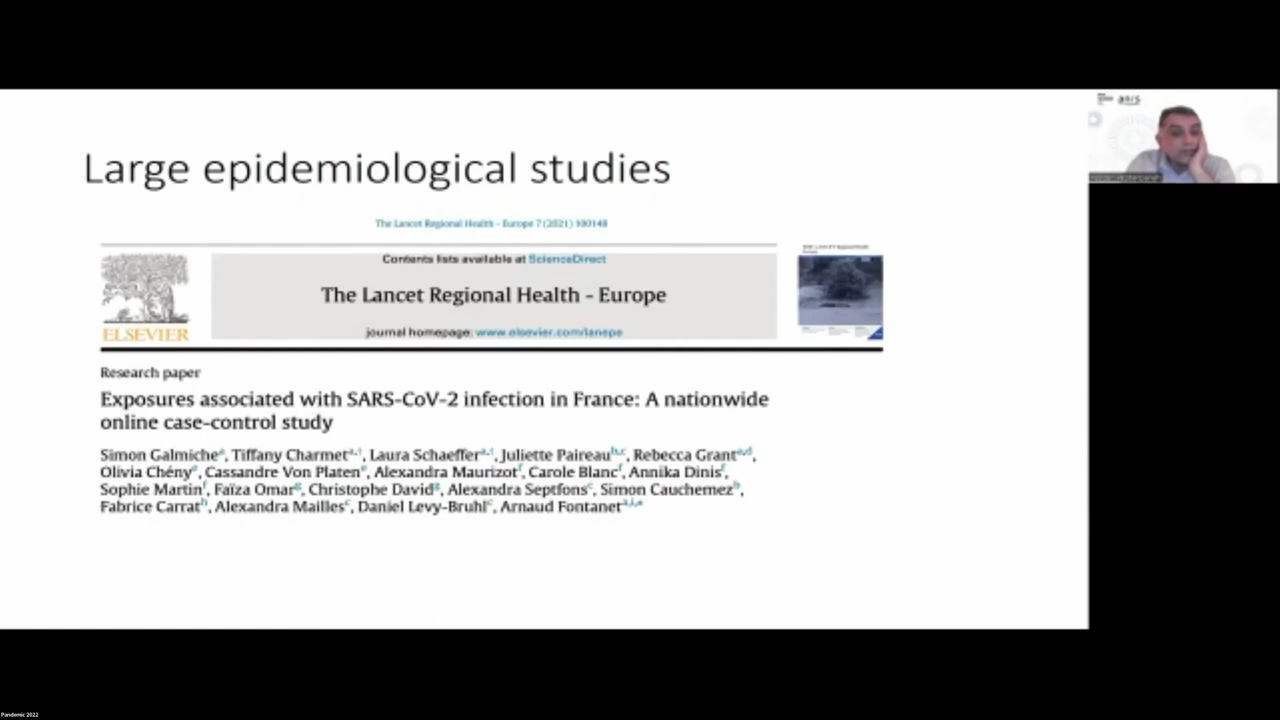 Large epidemiological studies
The Lancet Regional Health - Europe 7 (2021) 100148
Contents lists available at ScienceDirect
The Lancet Regional Health - Europe
journal homepage: www.elsevier.com/lanepe
ELSEVIER
Research paper
Exposures associated with SARS-CoV-2 infection in France: A nationwide
online case-control study
Simon Galmiche, Tiffany Charmet, Laura Schaeffer, Juliette Paireau, Rebecca Grant,
Olivia Chény, Cassandre Von Platen, Alexandra Maurizot, Carole Blanc, Annika Dinis,
Sophie Martin, Faïza Omar, Christophe David, Alexandra Septfons, Simon Cauchemez,
Fabrice Carrat, Alexandra Mailles, Daniel Levy-Bruhl, Arnaud Fontanet
anrs
Pandemic 2022